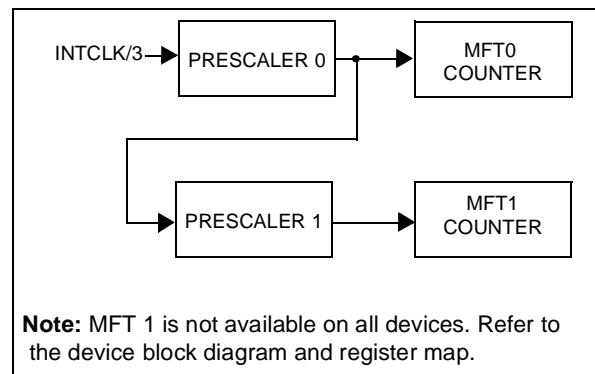 INTCLK/3
PRESCALER 0
MFT0
COUNTER
PRESCALER 1
MFT1
COUNTER
Note: MFT 1 is not available on all devices. Refer to
the device block diagram and register map.